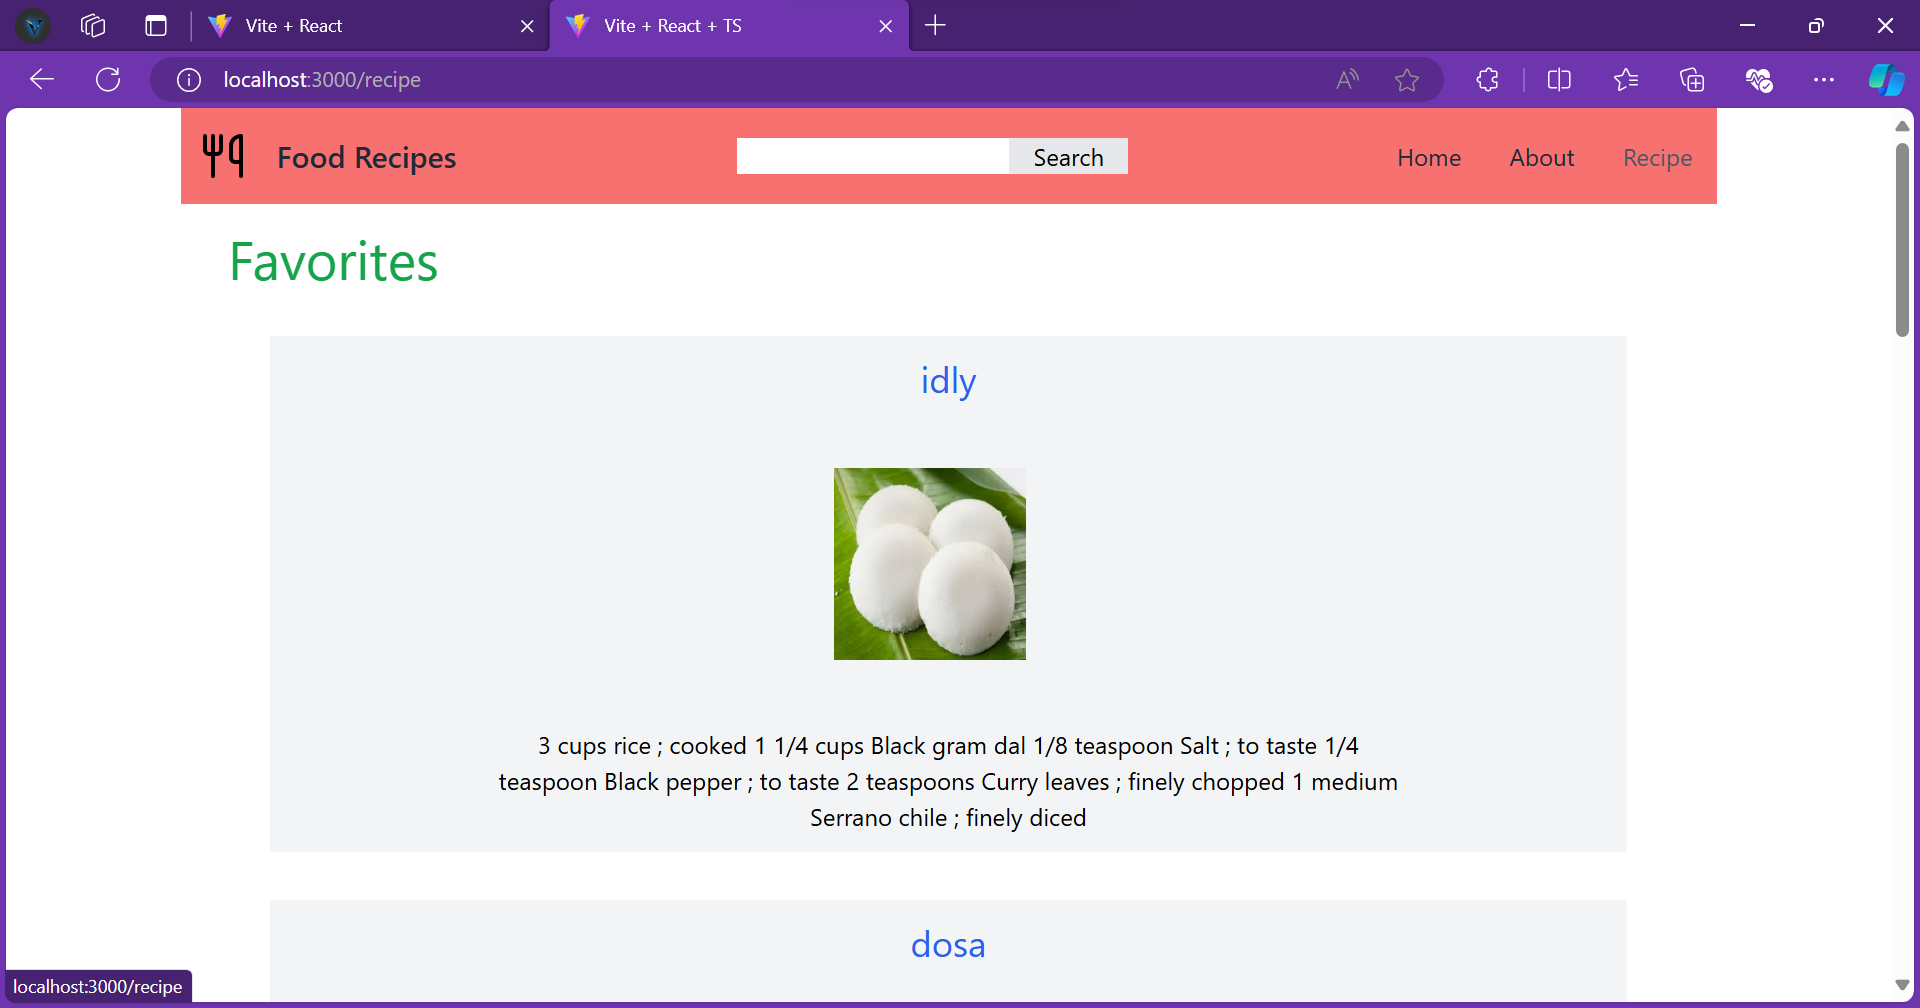 Vite + React
Vite + React + TS
localhost:3000/recipe
Food Recipes
Search
Home
About
Recipe
Favorites
idly
3 cups rice ; cooked 1 1/4 cups Black gram dal 1/8 teaspoon Salt ; to taste 1/4
teaspoon Black pepper ; to taste 2 teaspoons Curry leaves ; finely chopped 1 medium
Serrano chile ; finely diced
dosa
localhost:3000/recipe